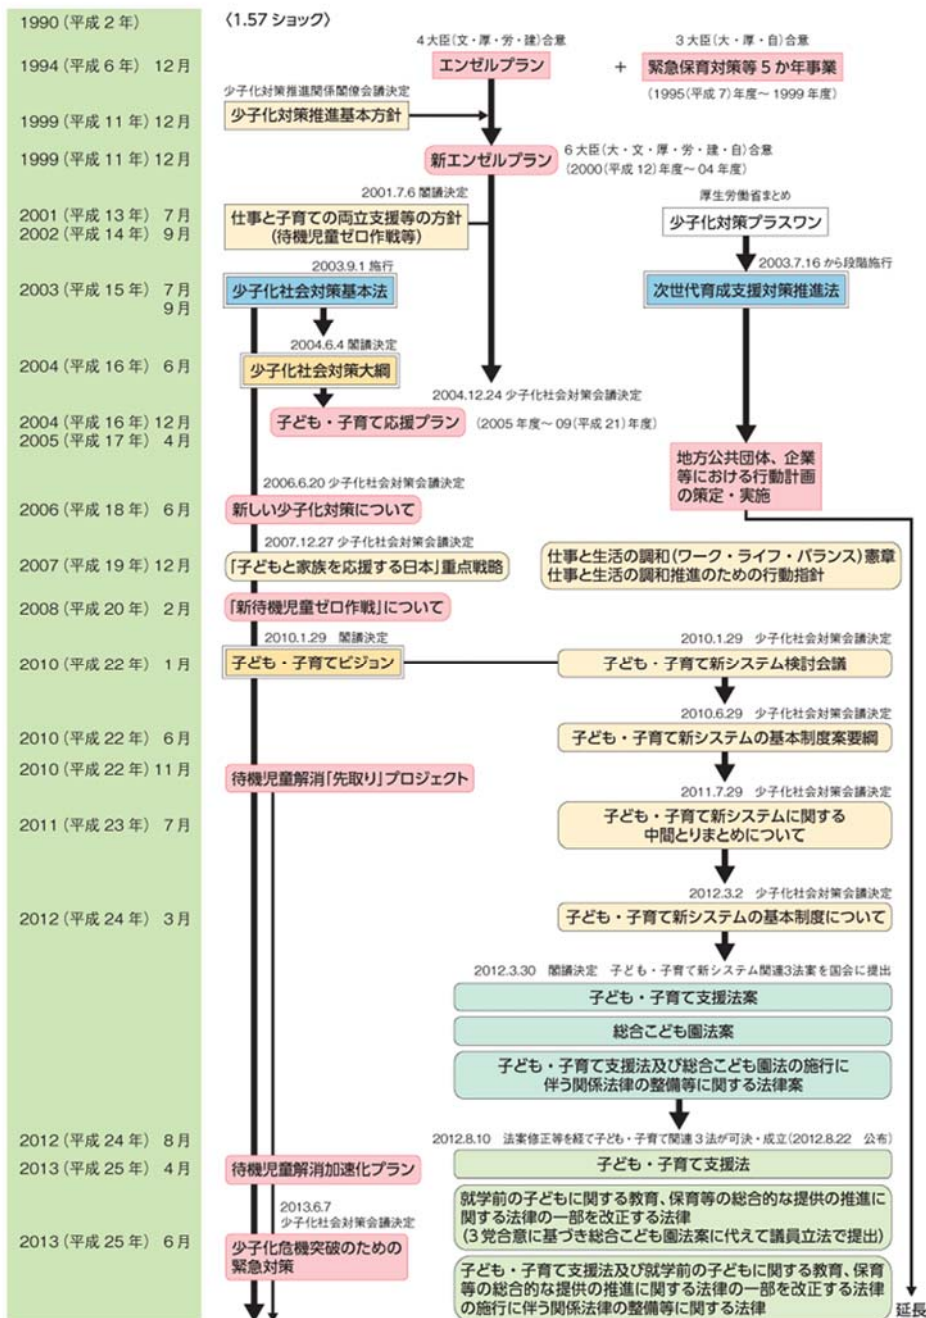 1990(平成2年)
〈1.57ショック〉
4大臣(文・厚・労・建)合意
3大臣(大・厚・自)合意
1994(平成6年) 12月
エンゼルプラン
+
緊急保育対策等5か年事業
(1995(平成7)年度～1999年度)
少子化対策推進関係閣僚会議決定
1999(平成11年)12月
少子化対策推進基本方針
1999(平成11年)12月
新エンゼルプラン
6大臣(大・文・厚・労・建・自)合意
(2000(平成12)年度～04年度)
2001.7.6 閣議決定
厚生労働省まとめ
2001(平成13年) 7月
2002(平成14年) 9月
仕事と子育ての両立支援等の方針
(待機児童ゼロ作戦等)
少子化対策プラスワン
2003.9.1 施行
2003.7.16から段階施行
2003(平成15年) 7月
9月
少子化社会対策基本法
次世代育成支援対策推進法
2004.6.4 閣議決定
2004(平成16年) 6月
少子化社会対策大綱
2004.12.24 少子化社会対策会議決定
2004(平成16年)12月
2005(平成17年) 4月
子ども・子育て応援プラン
(2005年度～09(平成21)年度)
地方公共団体、企業
等における行動計画
の策定・実施
2006.6.20 少子化社会対策会議決定
2006(平成18年) 6月
新しい少子化対策について
2007.12.27 少子化社会対策会議決定
2007(平成19年)12月
「子どもと家族を応援する日本」重点戦略
仕事と生活の調和(ワーク・ライフ・バランス)憲章
仕事と生活の調和推進のための行動指針
2008(平成20年) 2月
「新待機児童ゼロ作戦」について
2010.1.29 閣議決定
2010.1.29 少子化社会対策会議決定
2010(平成22年) 1月
子ども・子育てビジョン
子ども・子育て新システム検討会議
2010.6.29 少子化社会対策会議決定
2010(平成22年) 6月
子ども・子育て新システムの基本制度案要綱
2010(平成22年)11月
待機児童解消「先取り」プロジェクト
2011.7.29 少子化社会対策会議決定
2011(平成23年) 7月
子ども・子育て新システムに関する
中間とりまとめについて
2012.3.2 少子化社会対策会議決定
2012(平成24年) 3月
子ども・子育て新システムの基本制度について
2012.3.30 閣議決定 子ども・子育て新システム関連3法案を国会に提出
子ども・子育て支援法案
総合こども園法案
子ども・子育て支援法及び総合こども園法の施行に
伴う関係法律の整備等に関する法律案
2012(平成24年) 8月
2012.8.10 法案修正等を経て子ども・子育て関連3法が可決・成立(2012.8.22 公布)
2013(平成25年) 4月
待機児童解消加速化プラン
子ども・子育て支援法
2013.6.7
少子化社会対策会議決定
就学前の子どもに関する教育、保育等の総合的な提供の推進に
関する法律の一部を改正する法律
(3党合意に基づき総合こども園法案に代えて議員立法で提出)
2013(平成25年) 6月
少子化危機突破のための
緊急対策
子ども・子育て支援法及び就学前の子どもに関する教育、保育
等の総合的な提供の推進に関する法律の一部を改正する法律
の施行に伴う関係法律の整備等に関する法律
延長